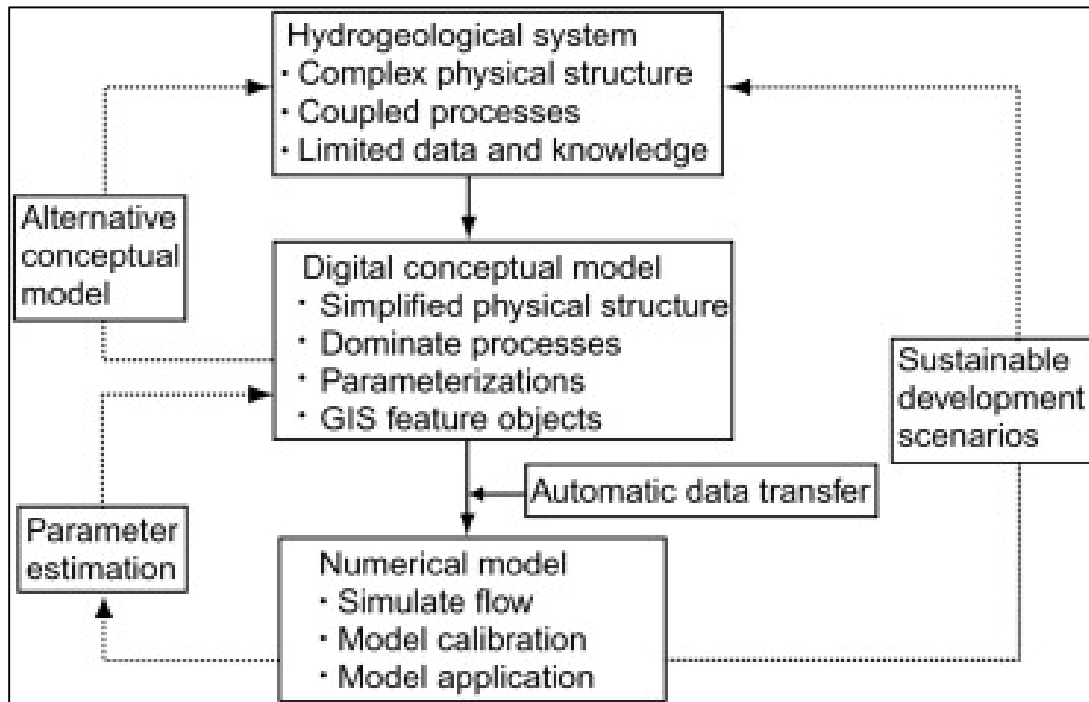 Hydrogeological system
· Complex physical structure
· Coupled processes
· Limited data and knowledge
Alternative
conceptual
model
Digital conceptual model
· Simplified physical structure
· Dominate processes
· Parameterizations
· GIS feature objects
Sustainable
development
scenarios
Automatic data transfer
Parameter
estimation
Numerical model
· Simulate flow
· Model calibration
· Model application